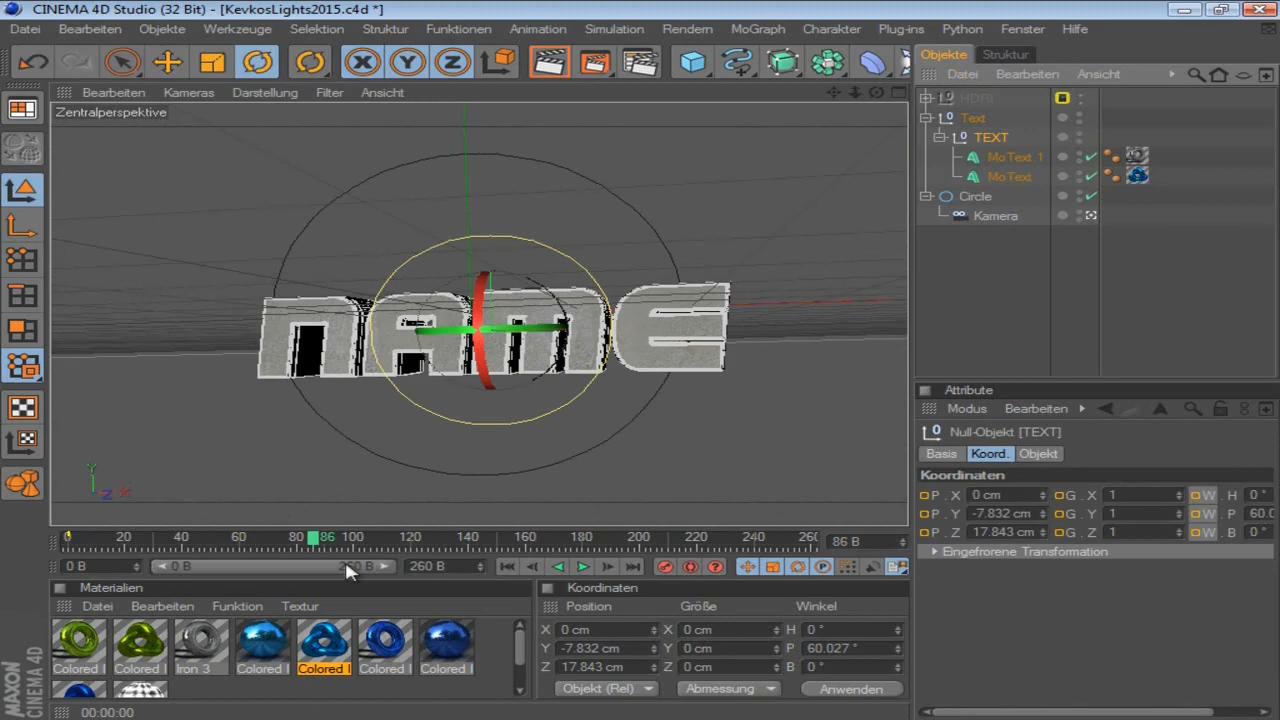 CINEMA 4D Studio (32 Bit) - [KevkosLights2015.c4d *]
Datei Bearbeiten Objekte Werkzeuge Selektion Struktur Funktionen Animation Simulation Rendern MoGraph Charakter Plug-ins Python Fenster Hilfe
X Y Z
Objekte Struktur
Datei Bearbeiten Ansicht
Bearbeiten Kameras Darstellung Filter Ansicht
Zentralperspektive
HDRI
Text
TEXT
MoText 1
MoText
Circle
Kamera
NAME
Y
Z X
Attribute
Modus Bearbeiten
Null-Objekt [TEXT]
Basis Koord. Objekt
Koordinaten
P . X 0 cm G . X 1 W H 0 °
P . Y -7.832 cm G . Y 1 W P 60.0
P . Z 17.843 cm G . Z 1 W B 0 °
Eingefrorene Transformation
0 20 40 60 80 86 100 120 140 160 180 200 220 240 260
86 B
0 B 0 B 260 B 260 B
Materialien
Datei Bearbeiten Funktion Textur
Colored I Colored I Iron 3 Colored I Colored I Colored I Colored I
Koordinaten
Position Größe Winkel
X 0 cm X 0 cm H 0 °
Y -7.832 cm Y 0 cm P 60.027 °
Z 17.843 cm Z 0 cm B 0 °
Objekt (Rel) Abmessung Anwenden
MAXON
CINEMA 4D
00:00:00